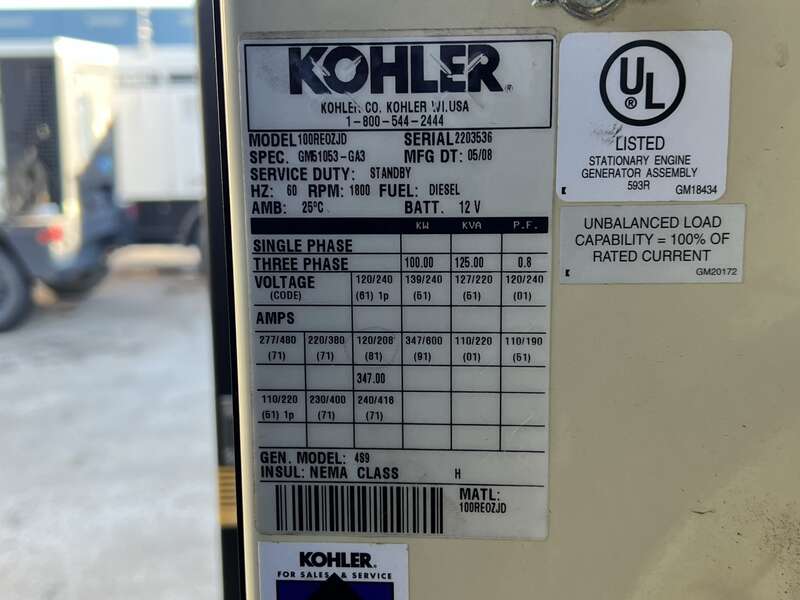 KOHLER®
KOHLER CO. KOHLER WI.USA
1-800-544-2444
MODEL 100REOZJD SERIAL 2203536
SPEC. GM51053-GA3 MFG DT: 05/08
SERVICE DUTY: STANDBY
HZ: 60 RPM: 1800 FUEL: DIESEL
AMB: 25°C BATT. 12 V
KW KVA P.F.
SINGLE PHASE
THREE PHASE 100.00 125.00 0.8
VOLTAGE 120/240 139/240 127/220 120/240
(CODE) (61) 1p (61) (61) (01)
AMPS
277/480 220/380 120/208 347/600 110/220 110/190
(71) (71) (81) (91) (01) (61)
347.00
110/220 230/400 240/416
(61) 1p (71) (71)
GEN. MODEL: 4S9
INSUL: NEMA CLASS H
MATL:
100REOZJD
UL
®
LISTED
STATIONARY ENGINE
GENERATOR ASSEMBLY
593R GM18434
UNBALANCED LOAD
CAPABILITY = 100% OF
RATED CURRENT
GM20172
KOHLER®
FOR SALES & SERVICE